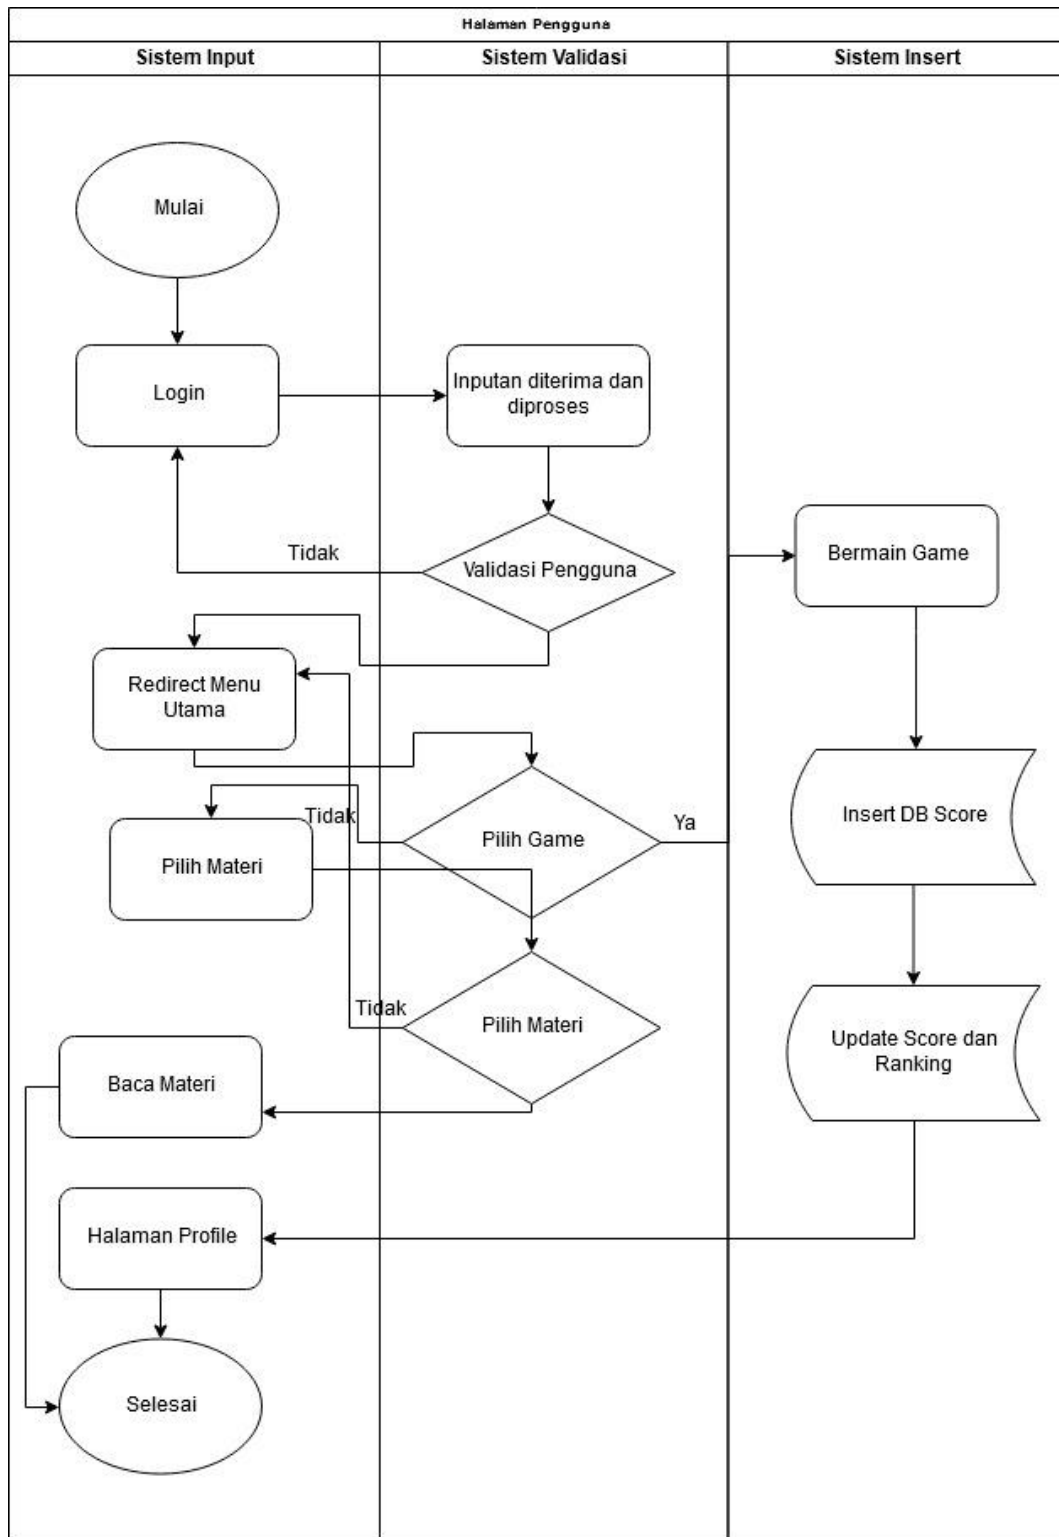 Halaman Pengguna
Sistem Input
Sistem Validasi
Sistem Insert
Mulai
Login
Inputan diterima dan
diproses
Tidak
Validasi Pengguna
Bermain Game
Redirect Menu
Utama
Tidak
Pilih Game
Ya
Insert DB Score
Pilih Materi
Tidak
Pilih Materi
Update Score dan
Ranking
Baca Materi
Halaman Profile
Selesai